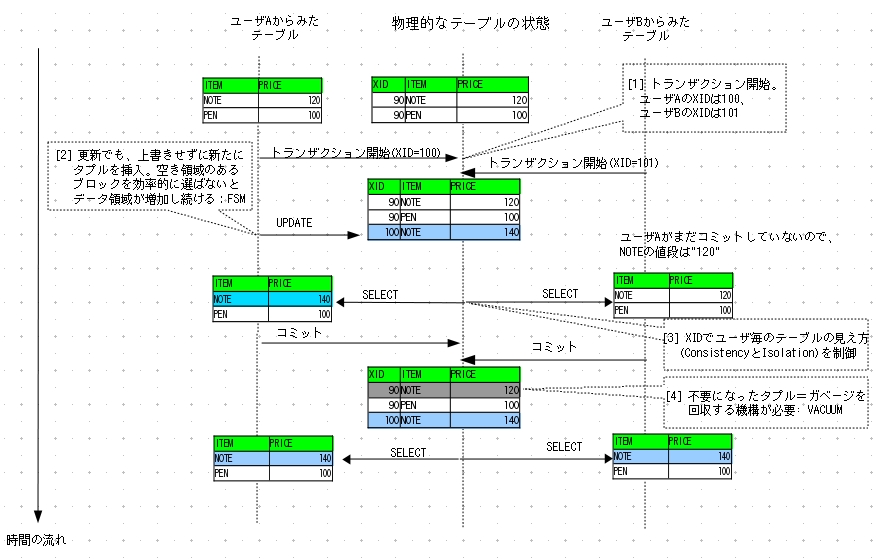 ユーザAからみた
テーブル
物理的なテーブルの状態
ユーザBからみた
テーブル
ITEM PRICE
NOTE 120
PEN 100
XID ITEM PRICE
90 NOTE 120
90 PEN 100
[1] トランザクション開始。
ユーザAのXIDは100、
ユーザBのXIDは101
トランザクション開始(XID=100)
トランザクション開始(XID=101)
[2] 更新でも、上書きせずに新たに
タプルを挿入。空き領域のある
ブロックを効率的に選ばないと
データ領域が増加し続ける：FSM
XID ITEM PRICE
90 NOTE 120
90 PEN 100
100 NOTE 140
UPDATE
ユーザAがまだコミットしていないので、
NOTEの値段は"120"
ITEM PRICE
NOTE 140
PEN 100
SELECT
SELECT
ITEM PRICE
NOTE 120
PEN 100
[3] XIDでユーザ毎のテーブルの見え方
(ConsistencyとIsolation)を制御
コミット
コミット
XID ITEM PRICE
90 NOTE 120
90 PEN 100
100 NOTE 140
[4] 不要になったタプル＝ガベージを
回収する機構が必要：VACUUM
ITEM PRICE
NOTE 140
PEN 100
SELECT
SELECT
ITEM PRICE
NOTE 140
PEN 100
時間の流れ